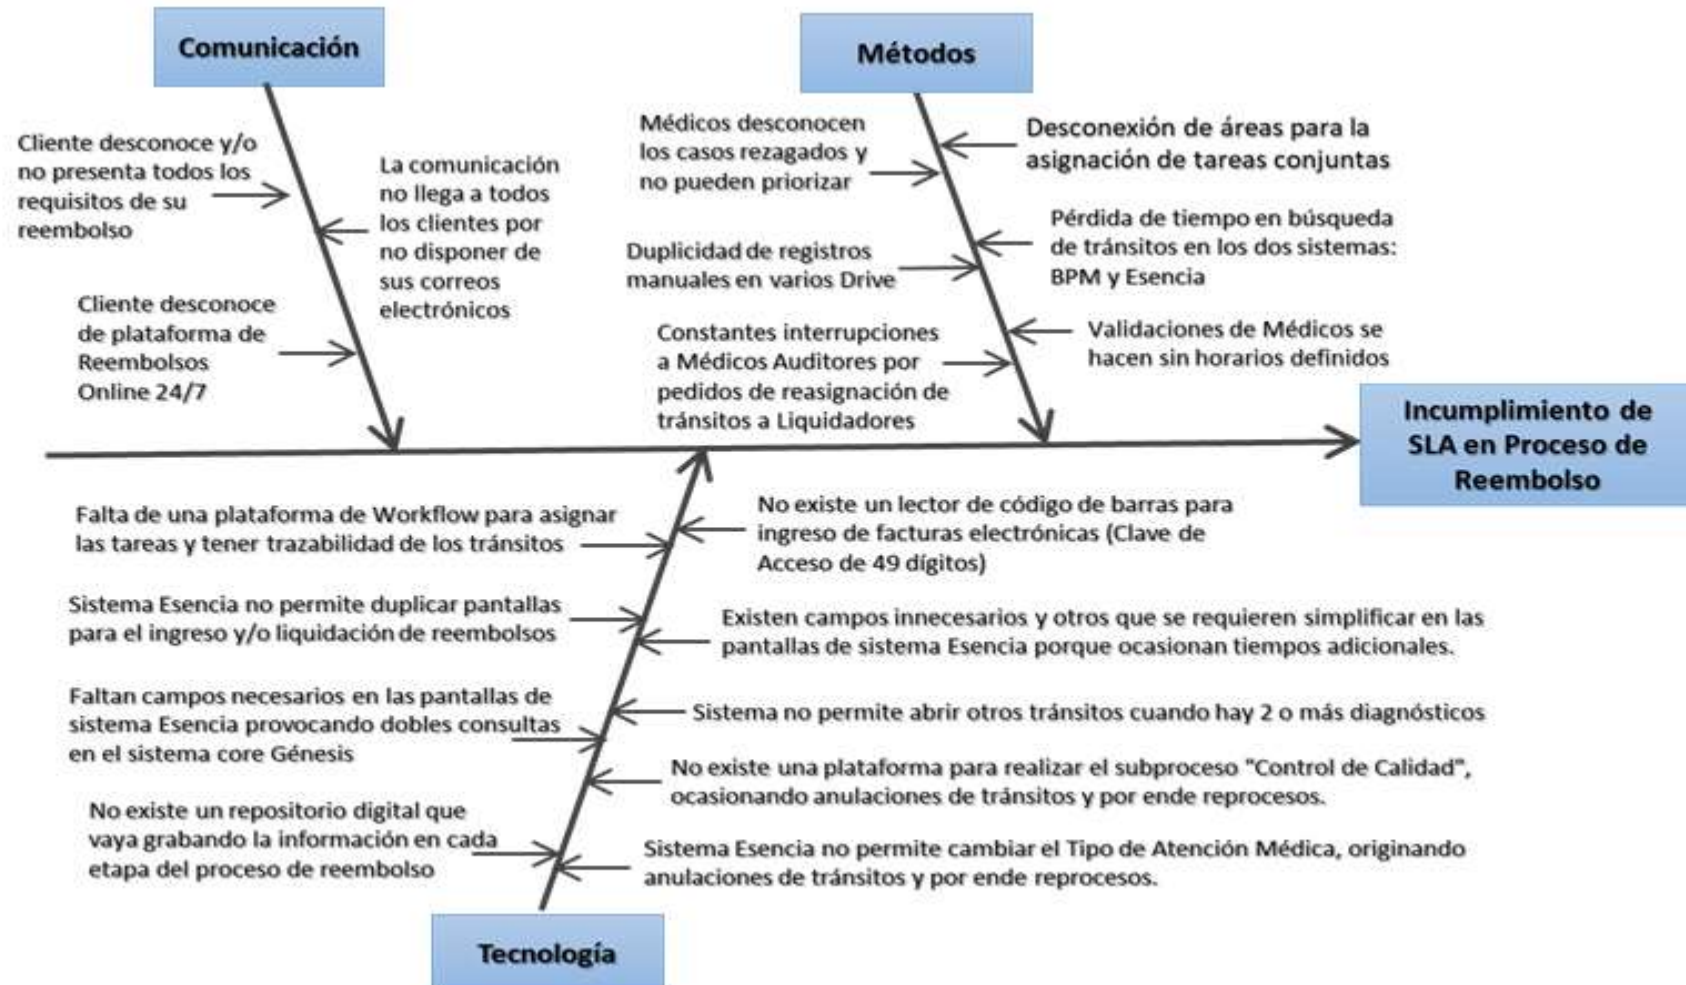 Comunicación
Cliente desconoce y/o
no presenta todos los
requisitos de su
reembolso
La comunicación
no llega a todos
los clientes por
no disponer de
sus correos
electrónicos
Cliente desconoce
de plataforma de
Reembolsos
Online 24/7
Métodos
Médicos desconocen
los casos rezagados y
no pueden priorizar
Desconexión de áreas para la
asignación de tareas conjuntas
Duplicidad de registros
manuales en varios Drive
Pérdida de tiempo en búsqueda
de tránsitos en los dos sistemas:
BPM y Esencia
Constantes interrupciones
a Médicos Auditores por
pedidos de reasignación de
tránsitos a Liquidadores
Validaciones de Médicos se
hacen sin horarios definidos
Incumplimiento de
SLA en Proceso de
Reembolso
Falta de una plataforma de Workflow para asignar
las tareas y tener trazabilidad de los tránsitos
No existe un lector de código de barras para
ingreso de facturas electrónicas (Clave de
Acceso de 49 dígitos)
Sistema Esencia no permite duplicar pantallas
para el ingreso y/o liquidación de reembolsos
Existen campos innecesarios y otros que se requieren simplificar en las
pantallas de sistema Esencia porque ocasionan tiempos adicionales.
Faltan campos necesarios en las pantallas de
sistema Esencia provocando dobles consultas
en el sistema core Génesis
Sistema no permite abrir otros tránsitos cuando hay 2 o más diagnósticos
No existe una plataforma para realizar el subproceso "Control de Calidad",
ocasionando anulaciones de tránsitos y por ende reprocesos.
No existe un repositorio digital que
vaya grabando la información en cada
etapa del proceso de reembolso
Sistema Esencia no permite cambiar el Tipo de Atención Médica, originando
anulaciones de tránsitos y por ende reprocesos.
Tecnología